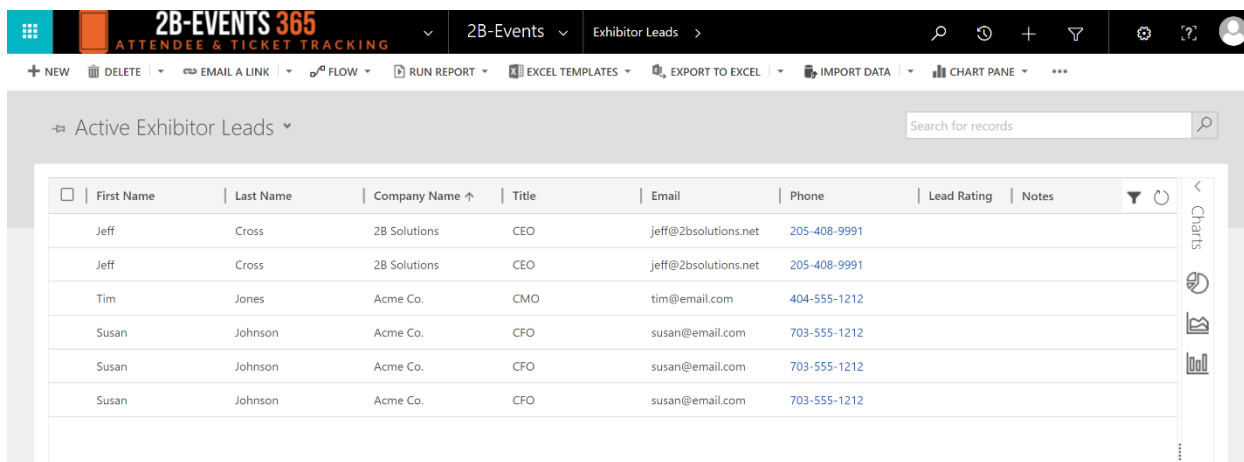 2B-EVENTS 365
ATTENDEE & TICKET TRACKING
2B-Events Exhibitor Leads >
NEW DELETE EMAIL A LINK FLOW RUN REPORT EXCEL TEMPLATES EXPORT TO EXCEL IMPORT DATA CHART PANE
Active Exhibitor Leads Search for records
First Name Last Name Company Name Title Email Phone Lead Rating Notes
Charts
Jeff Cross 2B Solutions CEO jeff@2bsolutions.net 205-408-9991
Jeff Cross 2B Solutions CEO jeff@2bsolutions.net 205-408-9991
Tim Jones Acme Co. CMO tim@email.com 404-555-1212
Susan Johnson Acme Co. CFO susan@email.com 703-555-1212
Susan Johnson Acme Co. CFO susan@email.com 703-555-1212
Susan Johnson Acme Co. CFO susan@email.com 703-555-1212